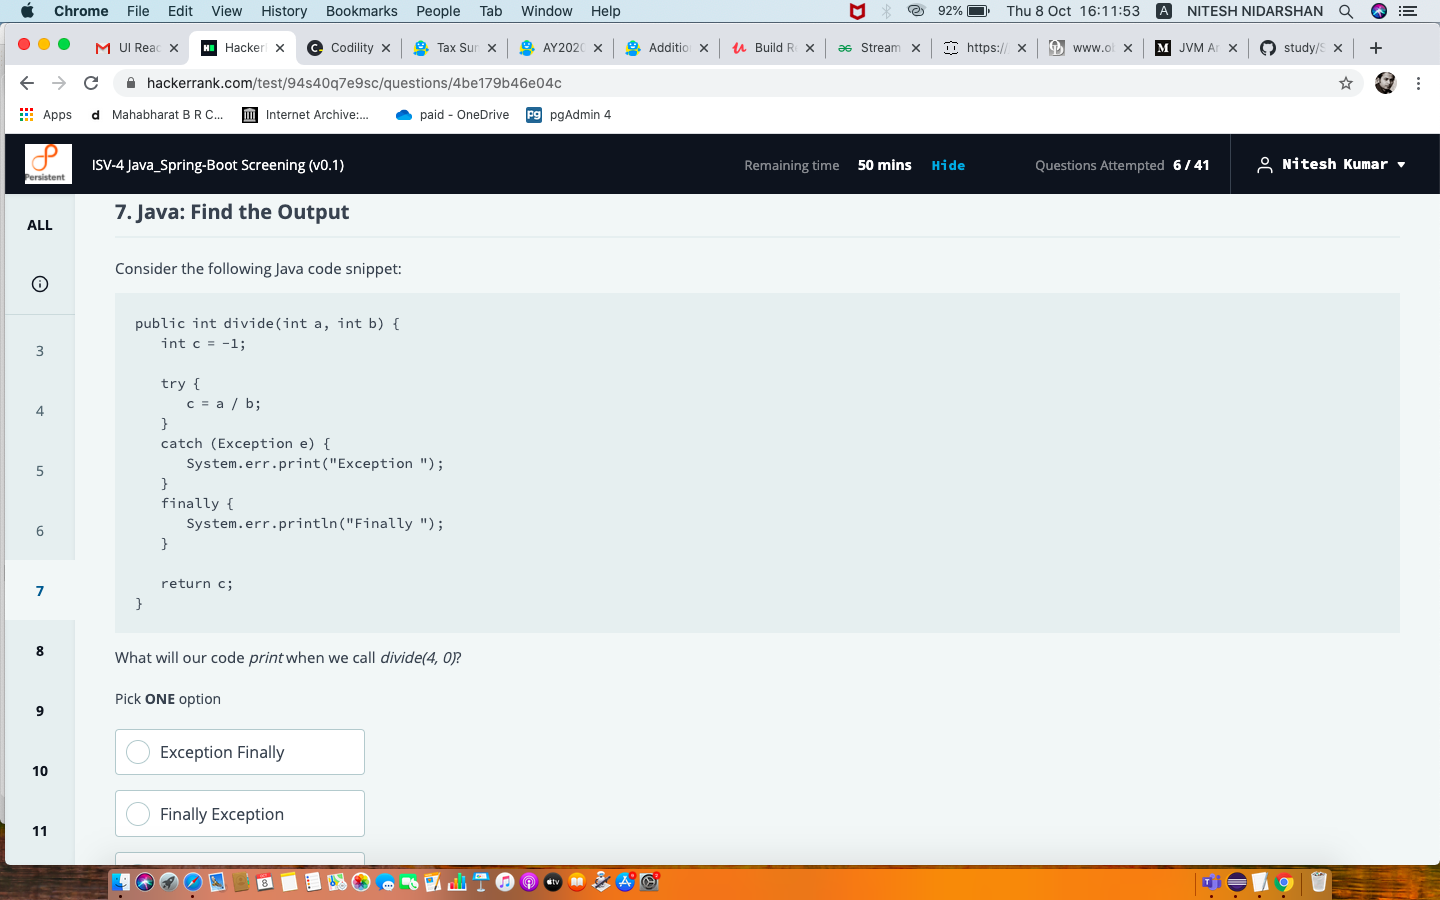 Chrome File Edit View History Bookmarks People Tab Window Help 92% Thu 8 Oct 16:11:53 A NITESH NIDARSHAN
UI Reac Hacker Codility Tax Su AY202 Additio Build R Stream https:// www.o JVM Ar study/S
hackerrank.com/test/94s40q7e9sc/questions/4be179b46e04c
Apps Mahabharat B R C... Internet Archive:... paid - OneDrive pgAdmin 4
Persistent ISV-4 Java_Spring-Boot Screening (v0.1) Remaining time 50 mins Hide Questions Attempted 6 / 41 Nitesh Kumar
ALL
3
4
5
6
7
8
9
10
11
7. Java: Find the Output
Consider the following Java code snippet:
public int divide(int a, int b) {
int c = -1;
try {
c = a / b;
}
catch (Exception e) {
System.err.print("Exception ");
}
finally {
System.err.println("Finally ");
}
return c;
}
What will our code print when we call divide(4, 0)?
Pick ONE option
Exception Finally
Finally Exception